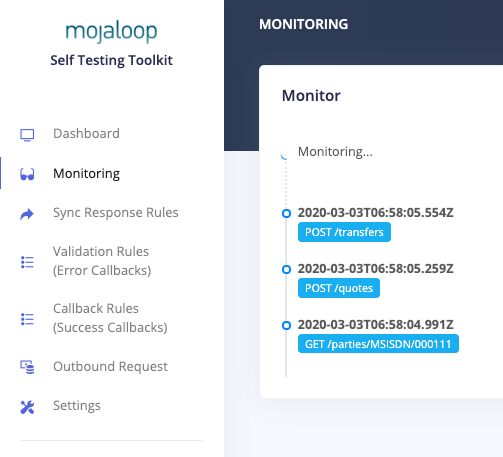 mojaloop
Self Testing Toolkit
Dashboard
Monitoring
Sync Response Rules
Validation Rules
(Error Callbacks)
Callback Rules
(Success Callbacks)
Outbound Request
Settings
MONITORING
Monitor
Monitoring...
2020-03-03T06:58:05.554Z
POST /transfers
2020-03-03T06:58:05.259Z
POST /quotes
2020-03-03T06:58:04.991Z
GET /parties/MSISDN/000111